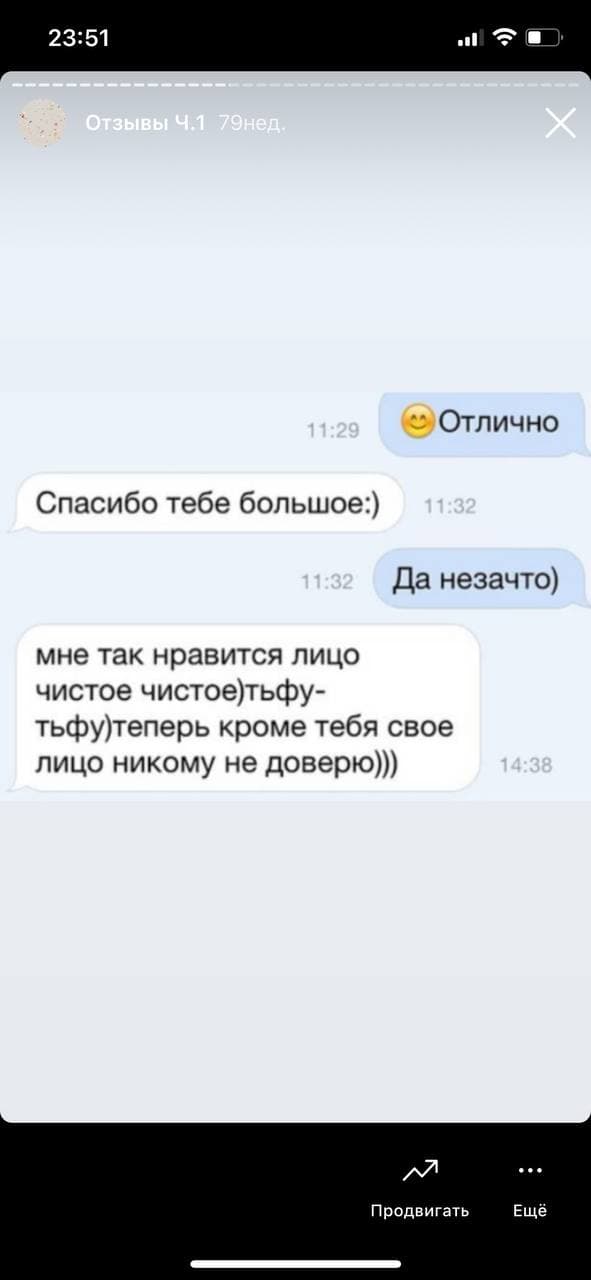 23:51
Отзывы Ч.1 79нед.
11:29 😊Отлично
Спасибо тебе большое:) 11:32
11:32 Да незачто)
мне так нравится лицо
чистое чистое)тьфу-
тьфу)теперь кроме тебя свое
лицо никому не доверю))) 14:38
Продвигать Ещё